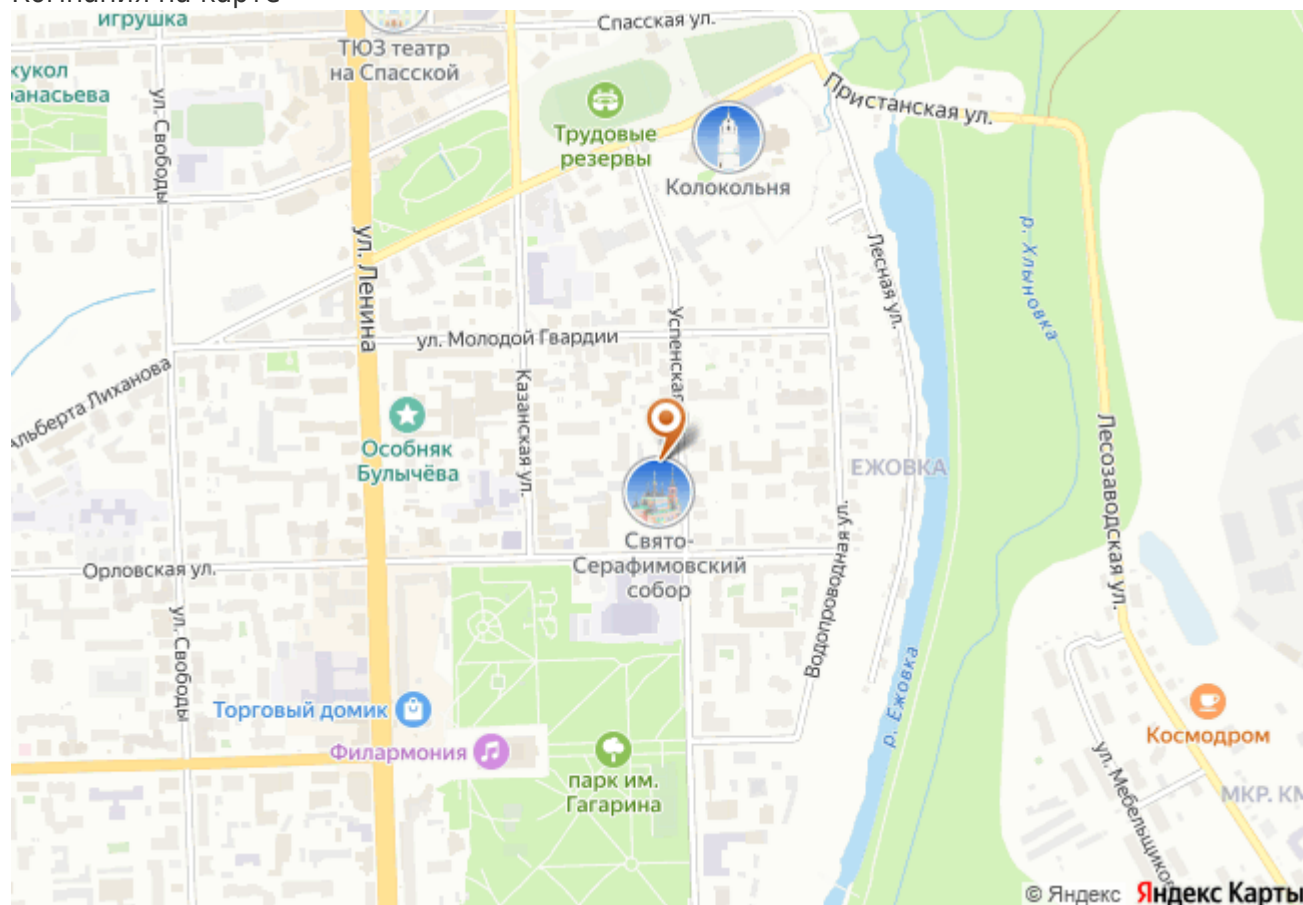 Компания на карте
игрушка
Спасская ул.
ТЮЗ театр
на Спасской
кукол
ул. Свободы
Пристанская ул.
Трудовые
резервы
Колокольня
ул. Ленина
Лесная ул.
р. Хлыновка
Успенская
ул. Молодой Гвардии
Альберта Лиханова
Казанская ул.
Особняк
Булычёва
ЕЖОВКА
Лесозаводская ул.
Свято-
Серафимовский
собор
Орловская ул.
Водопроводная ул.
ул. Свободы
р. Ежовка
Торговый домик
Филармония
Космодром
парк им.
Гагарина
ул. Мебельщиков
МКР. КМ
© Яндекс Яндекс Карты